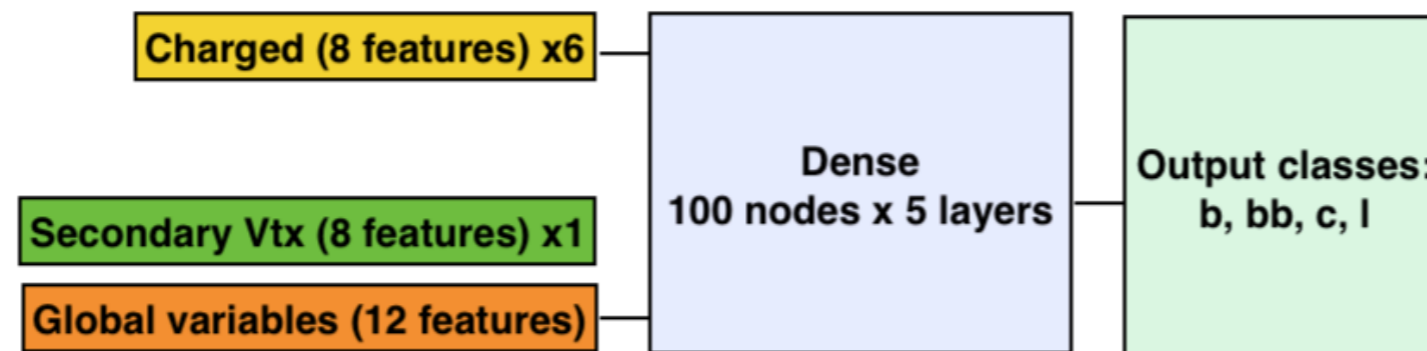 Charged (8 features) x6
Dense
100 nodes x 5 layers
Output classes:
b, bb, c, l
Secondary Vtx (8 features) x1
Global variables (12 features)